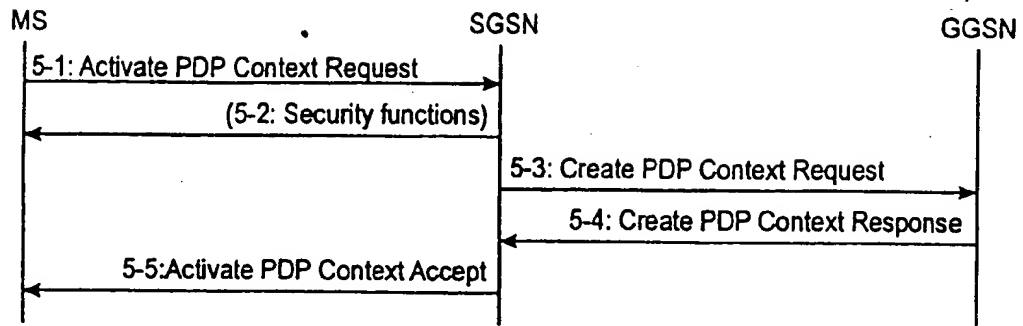 MS SGSN GGSN
5-1: Activate PDP Context Request
(5-2: Security functions)
5-3: Create PDP Context Request
5-4: Create PDP Context Response
5-5:Activate PDP Context Accept